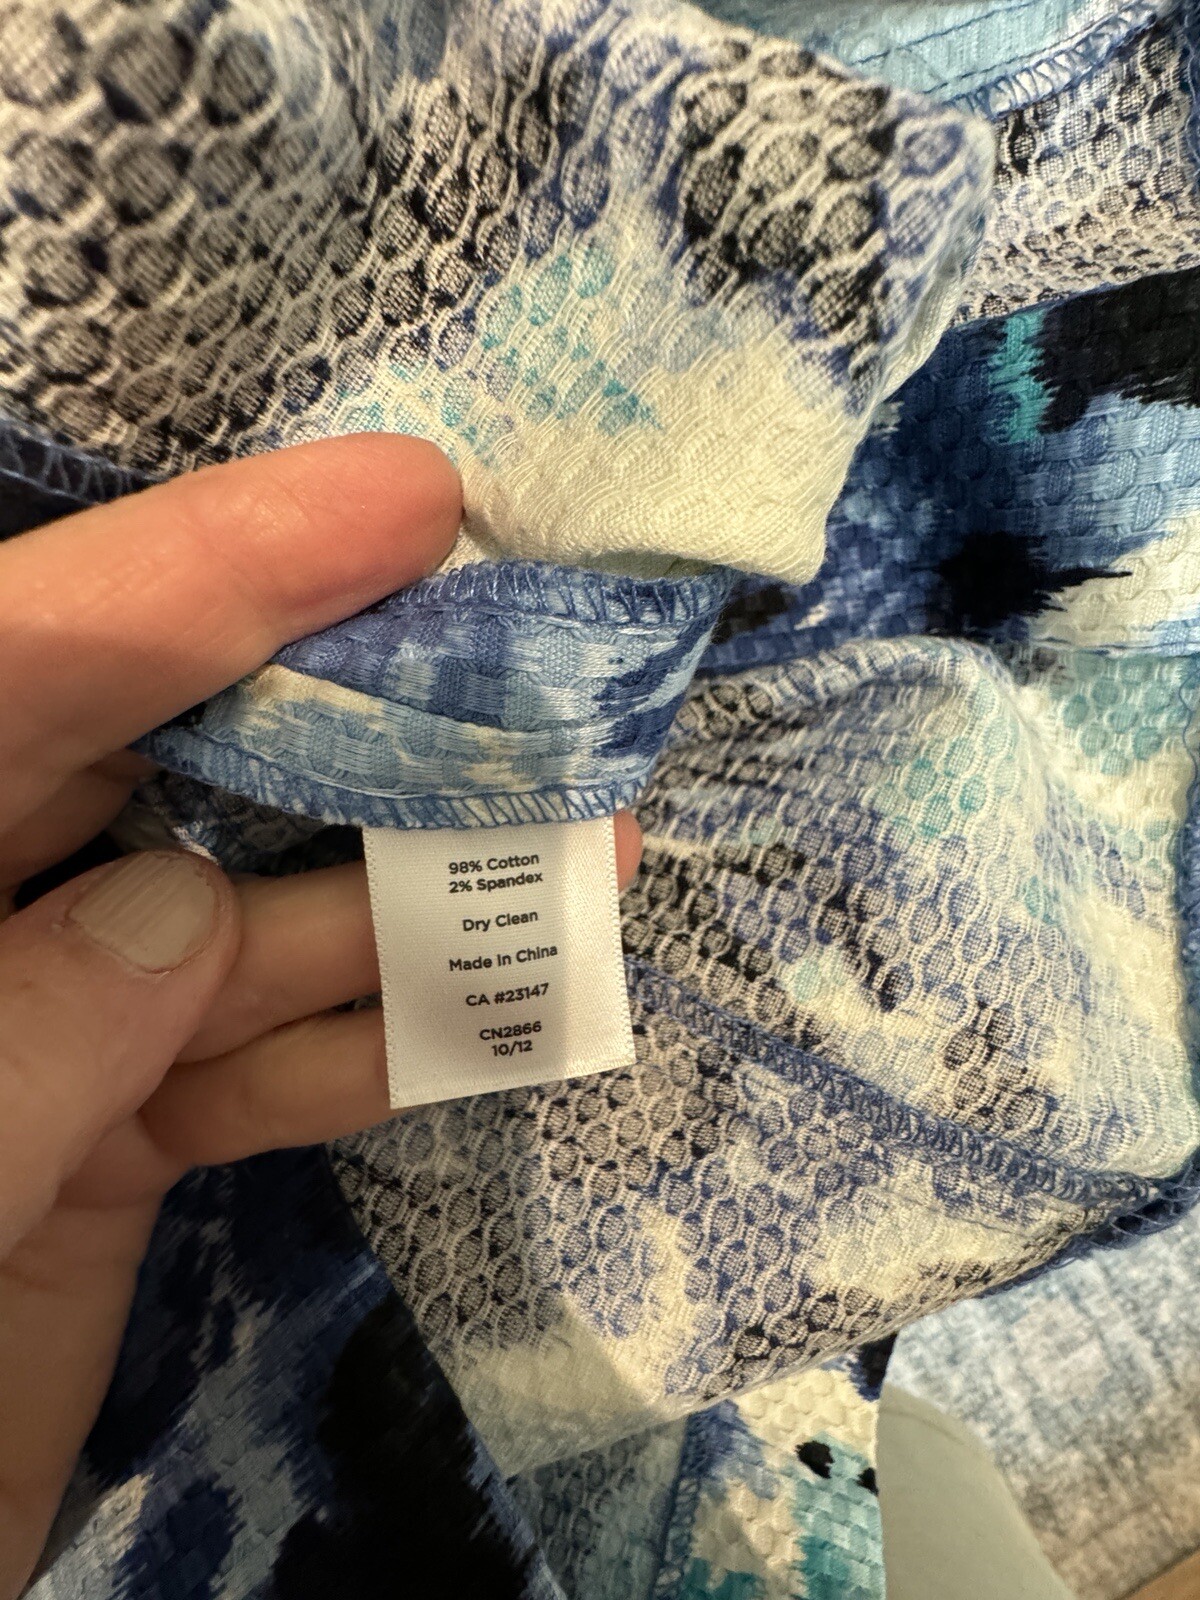 98% Cotton
2% Spandex
Dry Clean
Made In China
CA #23147
CN2866
10/12